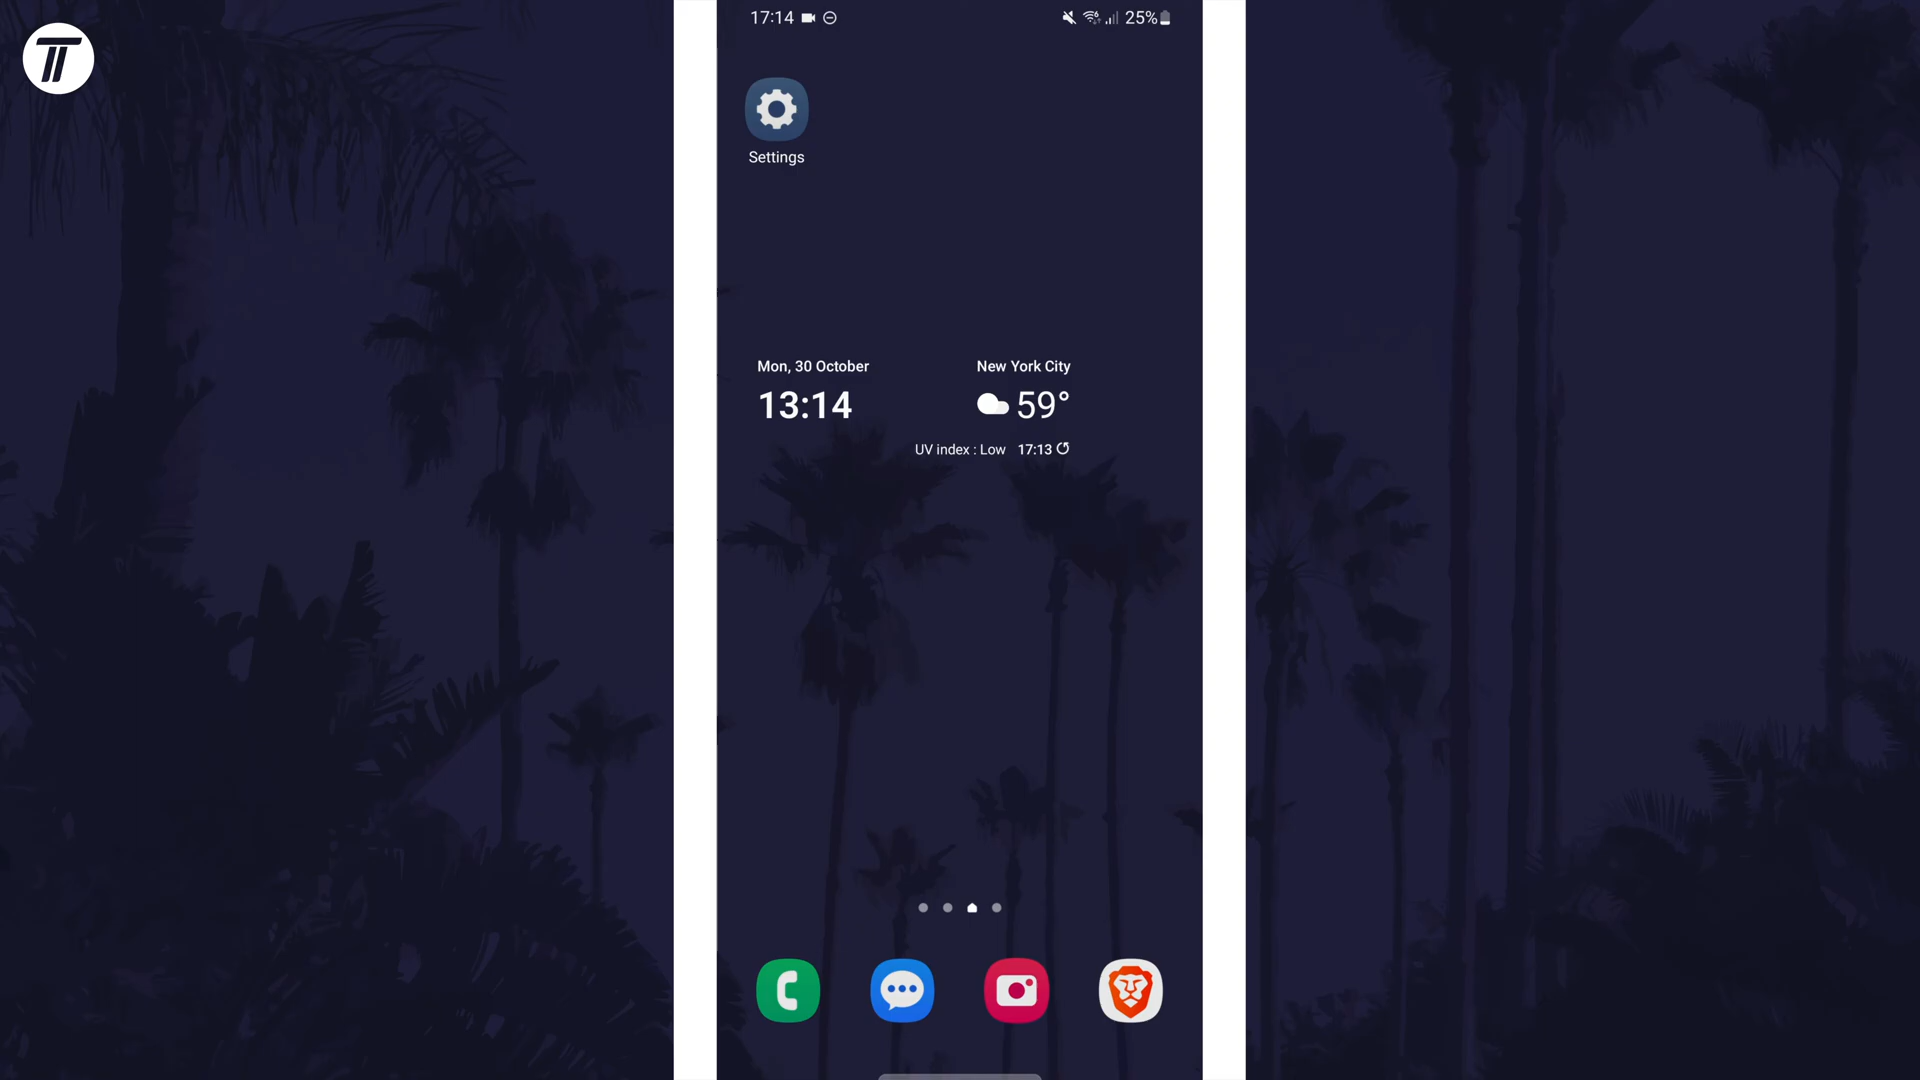 17:14
25%
Settings
Mon, 30 October
New York City
13:14
59°
UV index : Low 17:13